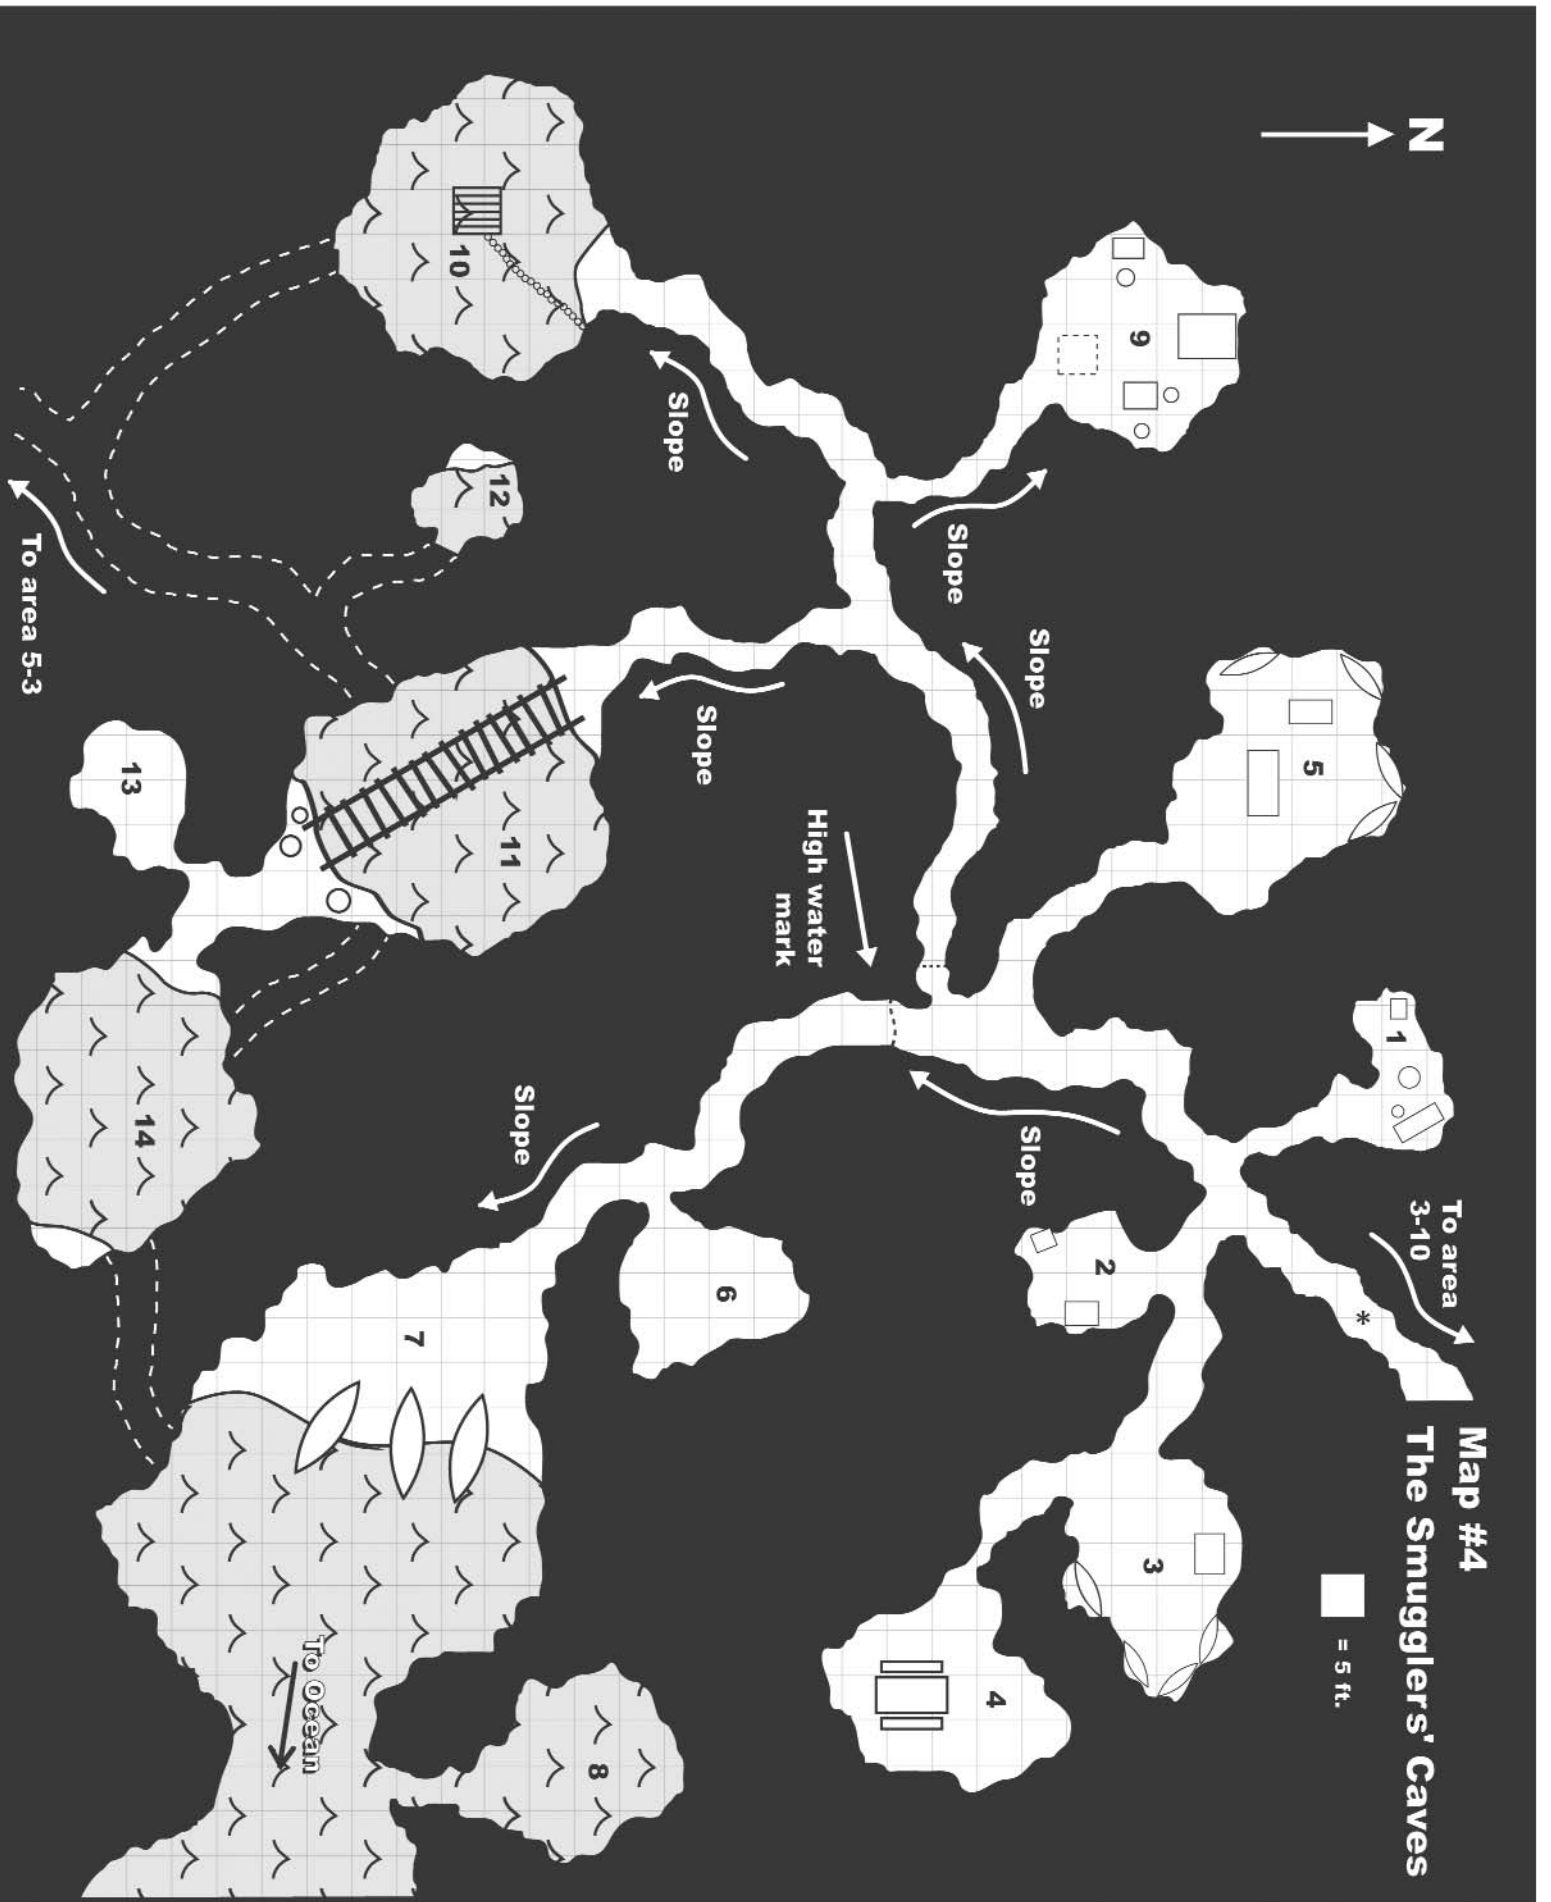 Map #4
The Smugglers' Caves
= 5 ft.
N
To area
3-10
*
1
2
3
4
5
6
7
8
9
10
11
12
13
14
Slope
Slope
Slope
Slope
Slope
Slope
High water
mark
To Ocean
To area 5-3